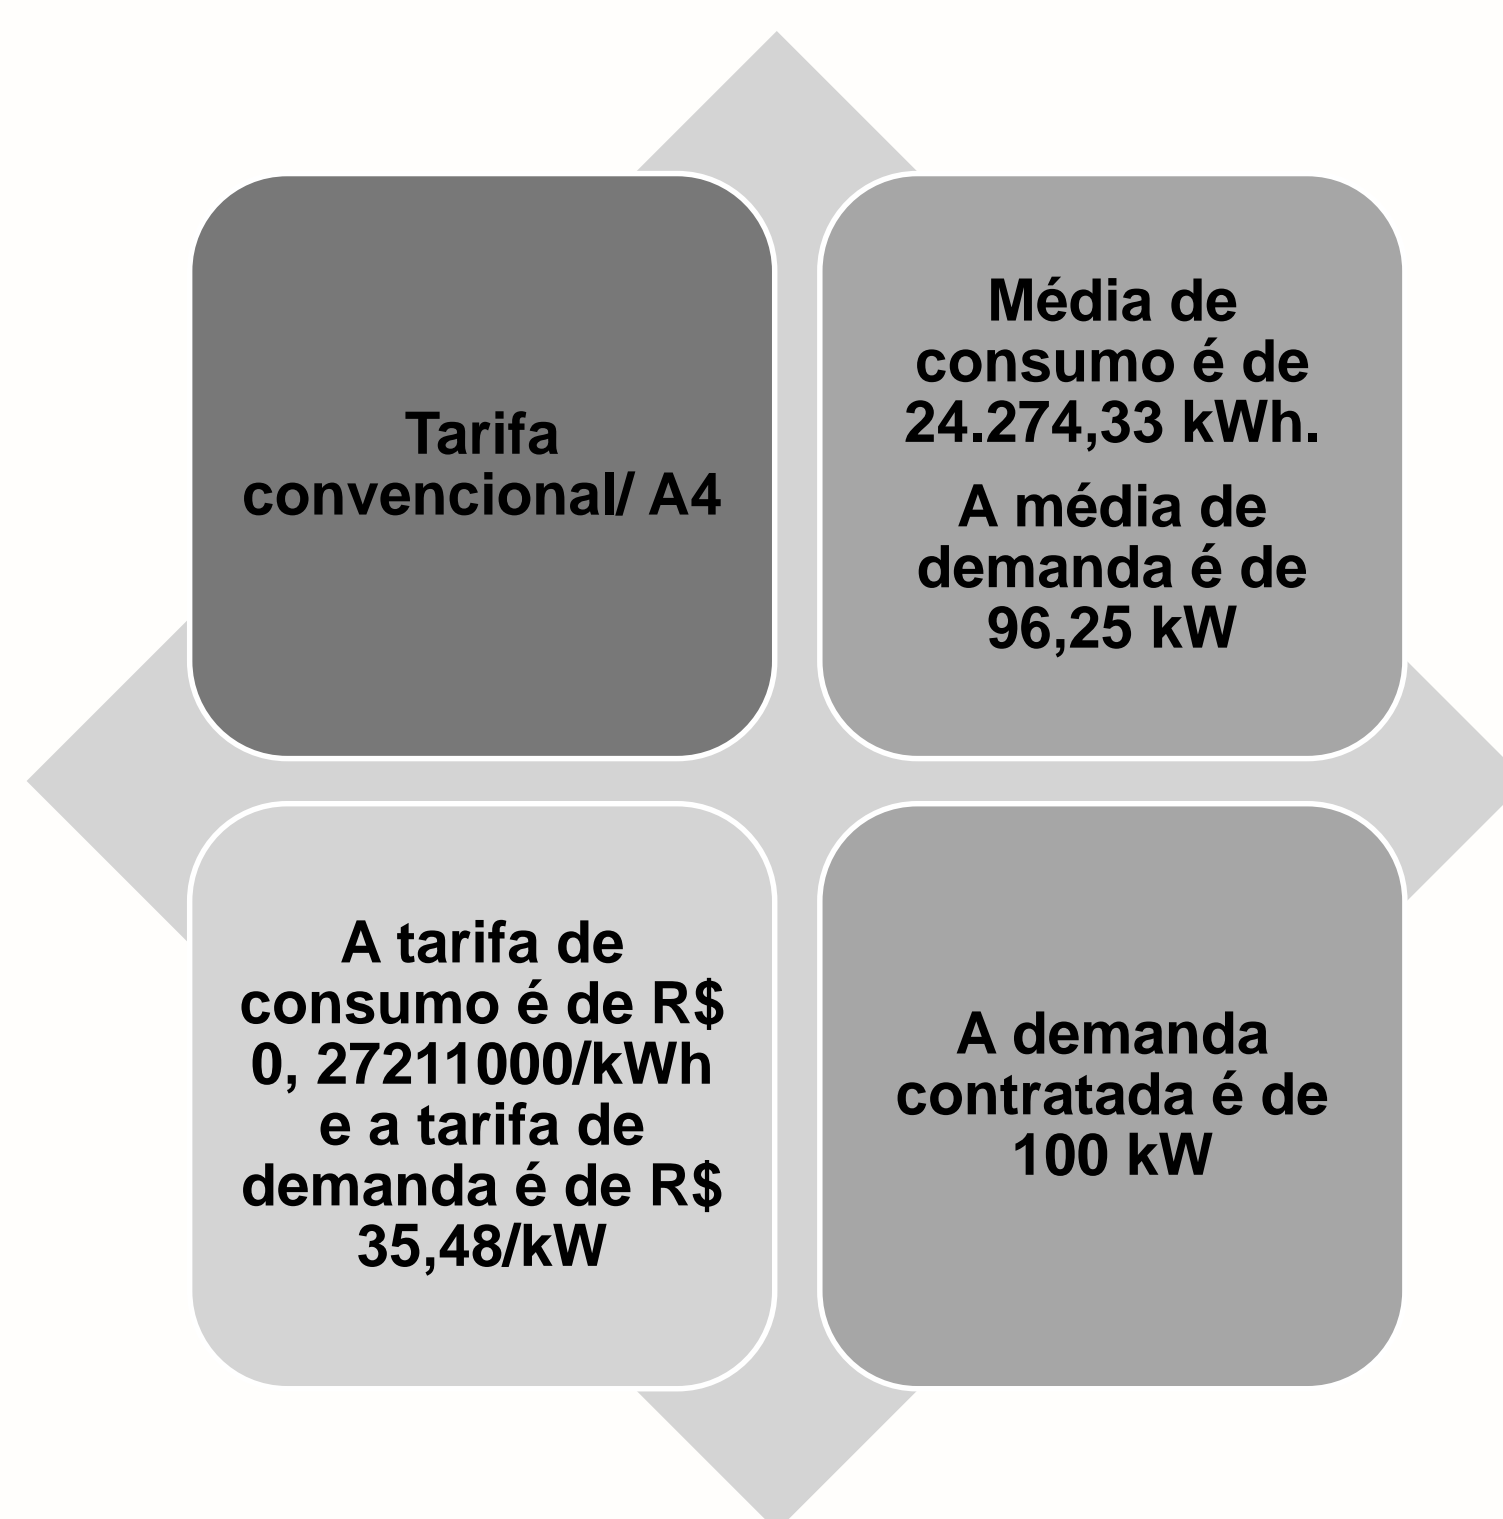 Tarifa
convencional/ A4
Média de
consumo é de
24.274,33 kWh.
A média de
demanda é de
96,25 kW
A tarifa de
consumo é de R$
0, 27211000/kWh
e a tarifa de
demanda é de R$
35,48/kW
A demanda
contratada é de
100 kW